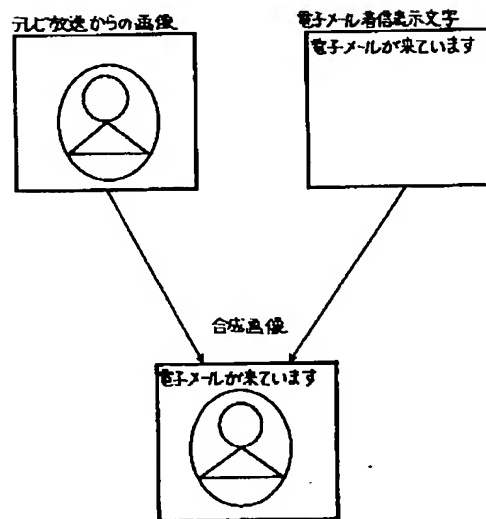 テレビ放送からの画像
電子メール着信表示文字
電子メールが来ています
合成画像
電子メールが来ています